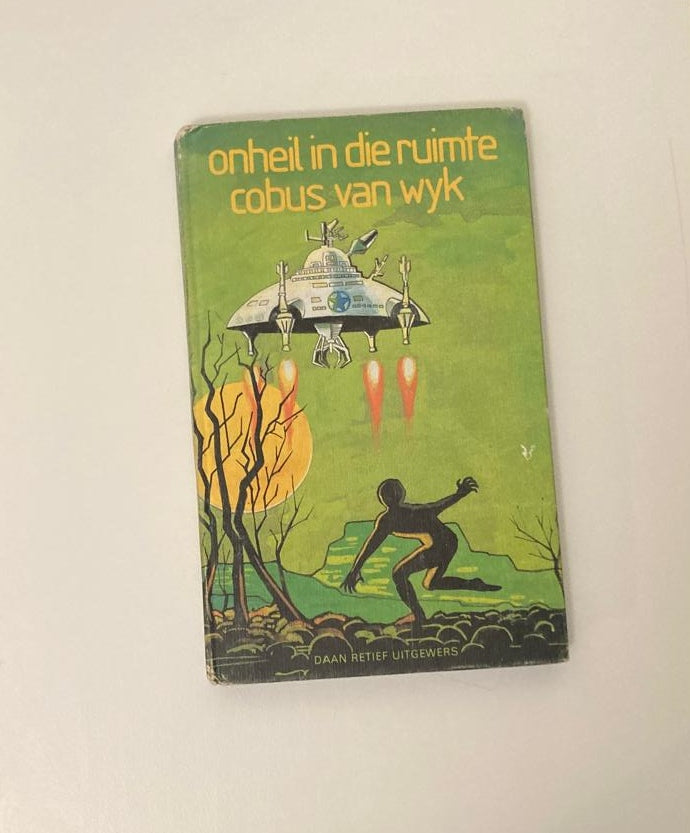 onheil in die ruimte
cobus van wyk
DAAN RETIEF UITGEWERS